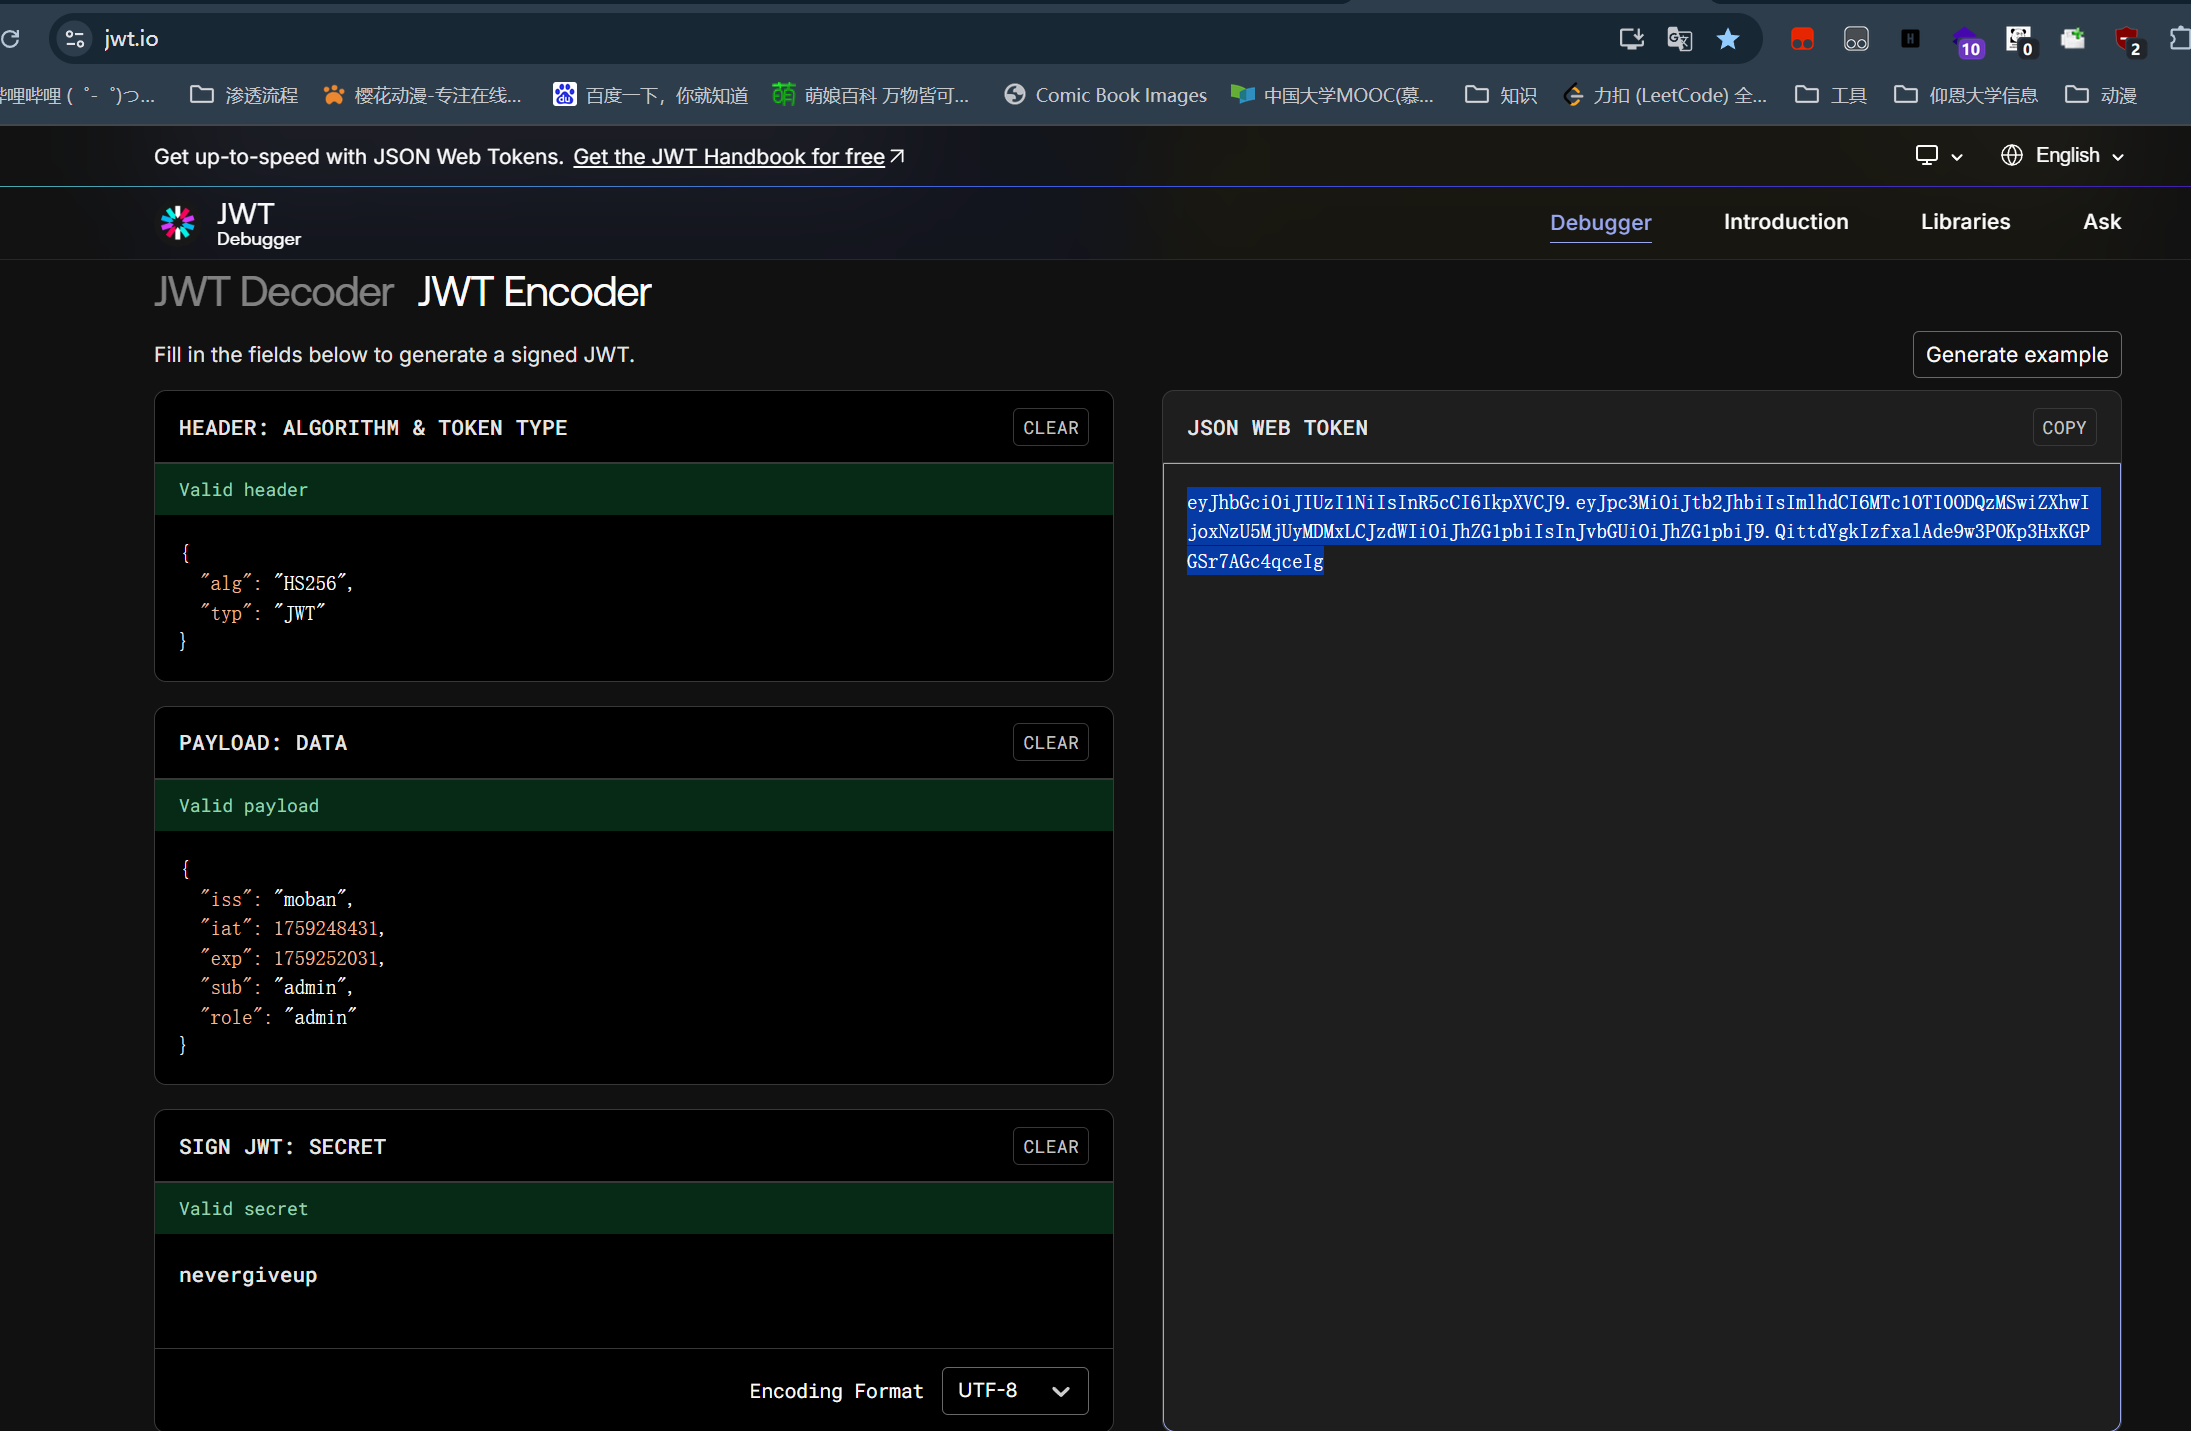 jwt.io
10
0
2
哔哩哔哩 (゜-゜)つ...
渗透流程
樱花动漫-专注在线...
百度一下，你就知道
萌娘百科 万物皆可...
Comic Book Images
中国大学MOOC(慕...
知识
力扣 (LeetCode) 全...
工具
仰恩大学信息
动漫
Get up-to-speed with JSON Web Tokens. Get the JWT Handbook for free
English
JWT
Debugger
Debugger
Introduction
Libraries
Ask
JWT Decoder JWT Encoder
Fill in the fields below to generate a signed JWT.
Generate example
HEADER: ALGORITHM & TOKEN TYPE
CLEAR
Valid header
{
"alg": "HS256",
"typ": "JWT"
}
PAYLOAD: DATA
CLEAR
Valid payload
{
"iss": "moban",
"iat": 1759248431,
"exp": 1759252031,
"sub": "admin",
"role": "admin"
}
SIGN JWT: SECRET
CLEAR
Valid secret
nevergiveup
Encoding Format
UTF-8
JSON WEB TOKEN
COPY
eyJhbGciOiJIUzI1NiIsInR5cCI6IkpXVCJ9.eyJpc3MiOiJtb2JhbiIsImlhdCI6MTc1OTI0ODQzMSwiZXhwI
joxNzU5MjUyMDMxLCJzdWIiOiJhZG1pbiIsInJvbGUiOiJhZG1pbiJ9.QittdYgkIzfxalAde9w3POKp3HxKGP
GSr7AGc4qceIg